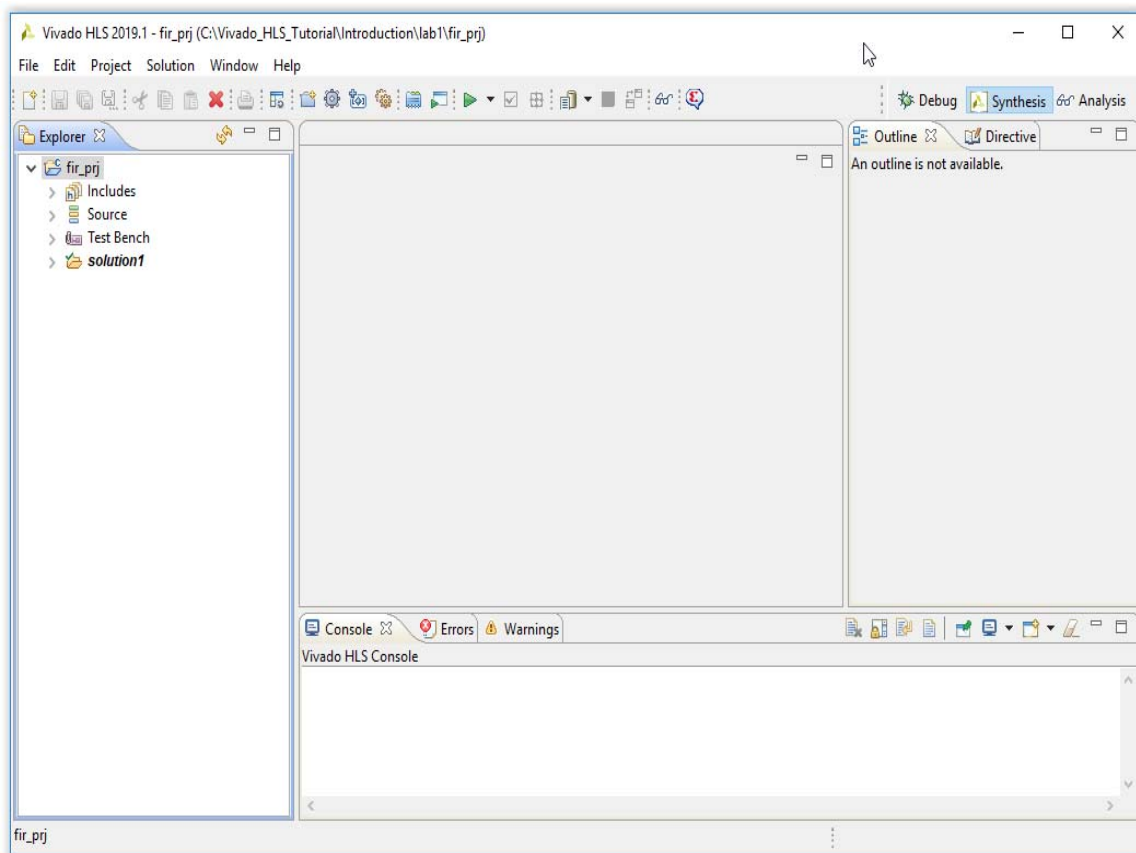 Vivado HLS 2019.1 - fir_prj (C:\Vivado_HLS_Tutorial\Introduction\lab1\fir_prj)
File Edit Project Solution Window Help
Debug Synthesis Analysis
Explorer
fir_prj
Includes
Source
Test Bench
solution1
Outline Directive
An outline is not available.
Console Errors Warnings
Vivado HLS Console
fir_prj